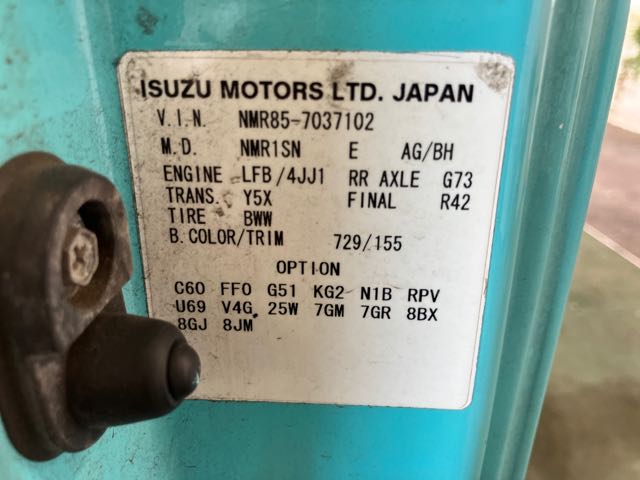 ISUZU MOTORS LTD. JAPAN
V.I.N. NMR85-7037102
M.D. NMR1SN E AG/BH
ENGINE LFB/4JJ1 RR AXLE G73
TRANS. Y5X FINAL R42
TIRE BWW
B.COLOR/TRIM 729/155
OPTION
C60 FF0 G51 KG2 N1B RPV
U69 V4G 25W 7GM 7GR 8BX
8GJ 8JM